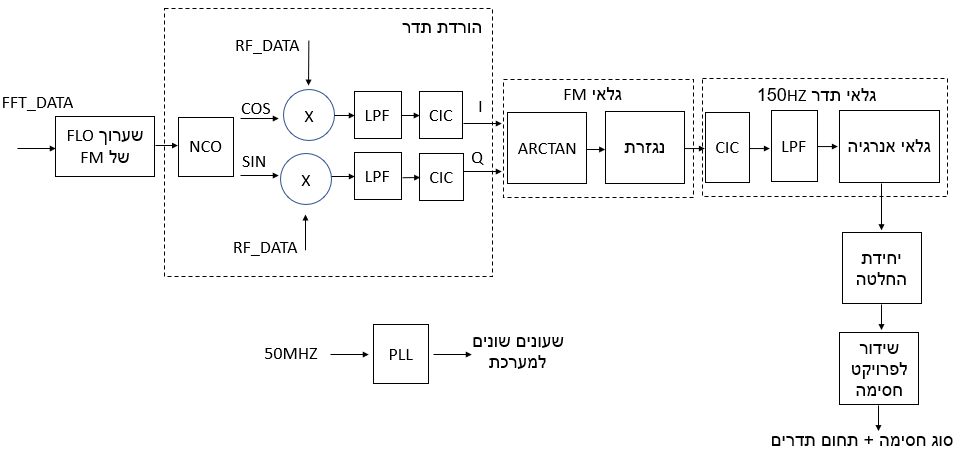 הורדת תדר
RF_DATA
FFT_DATA
שערוך FLO
של FM
NCO
COS
SIN
X
LPF
CIC
I
X
LPF
CIC
Q
RF_DATA
גלאי FM
ARCTAN
נגזרת
גלאי תדר 150HZ
CIC
LPF
גלאי אנרגיה
יחידת
החלטה
שידור
לפרויקט
חסימה
סוג חסימה + תחום תדרים
50MHZ
PLL
שעונים שונים
למערכת